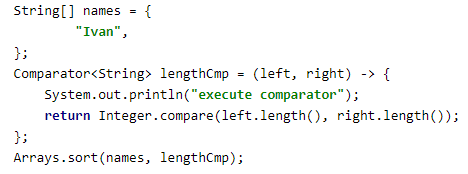 String[] names = {
        "Ivan",
};
Comparator<String> lengthCmp = (left, right) -> {
    System.out.println("execute comparator");
    return Integer.compare(left.length(), right.length());
};
Arrays.sort(names, lengthCmp);